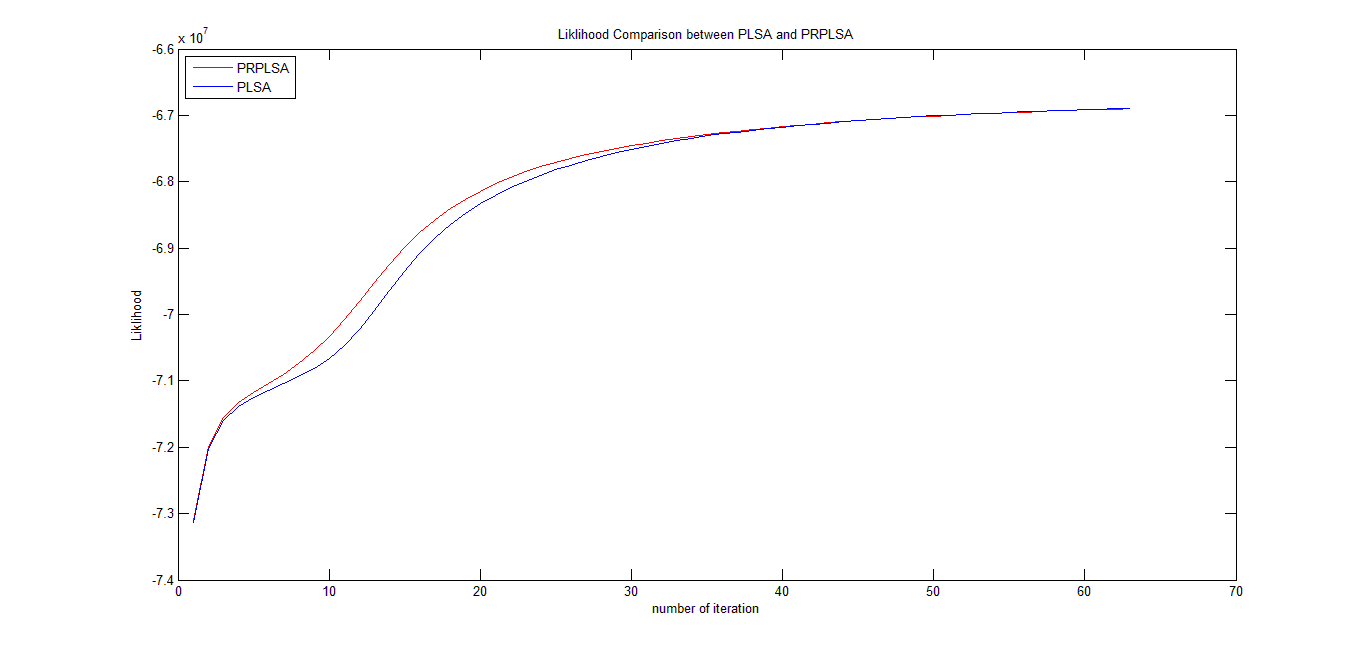 Liklihood Comparison between PLSA and PRPLSA
x 10^7
-6.6
-6.7
-6.8
-6.9
-7
-7.1
-7.2
-7.3
-7.4
PRPLSA
PLSA
Liklihood
0 10 20 30 40 50 60 70
number of iteration